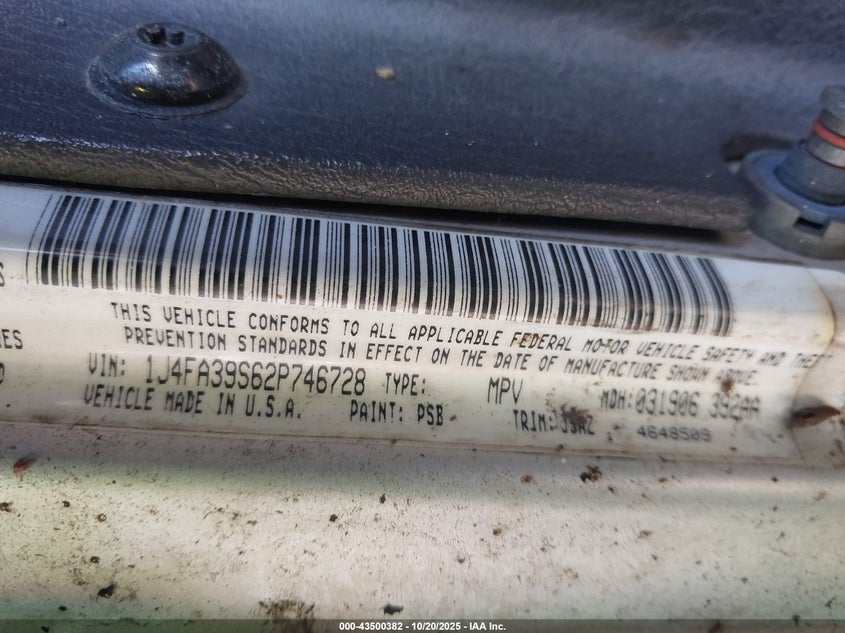 S
THIS VEHICLE CONFORMS TO ALL APPLICABLE FEDERAL MOTOR VEHICLE SAFETY AND THEFT
IES PREVENTION STANDARDS IN EFFECT ON THE DATE OF MANUFACTURE SHOWN ABOVE.
VIN: 1J4FA39S62P746728 TYPE: MPV MDH: 031906 392AA
VEHICLE MADE IN U.S.A. PAINT: PSB TRIM: 4648509
000-43500382 - 10/20/2025 - IAA Inc.